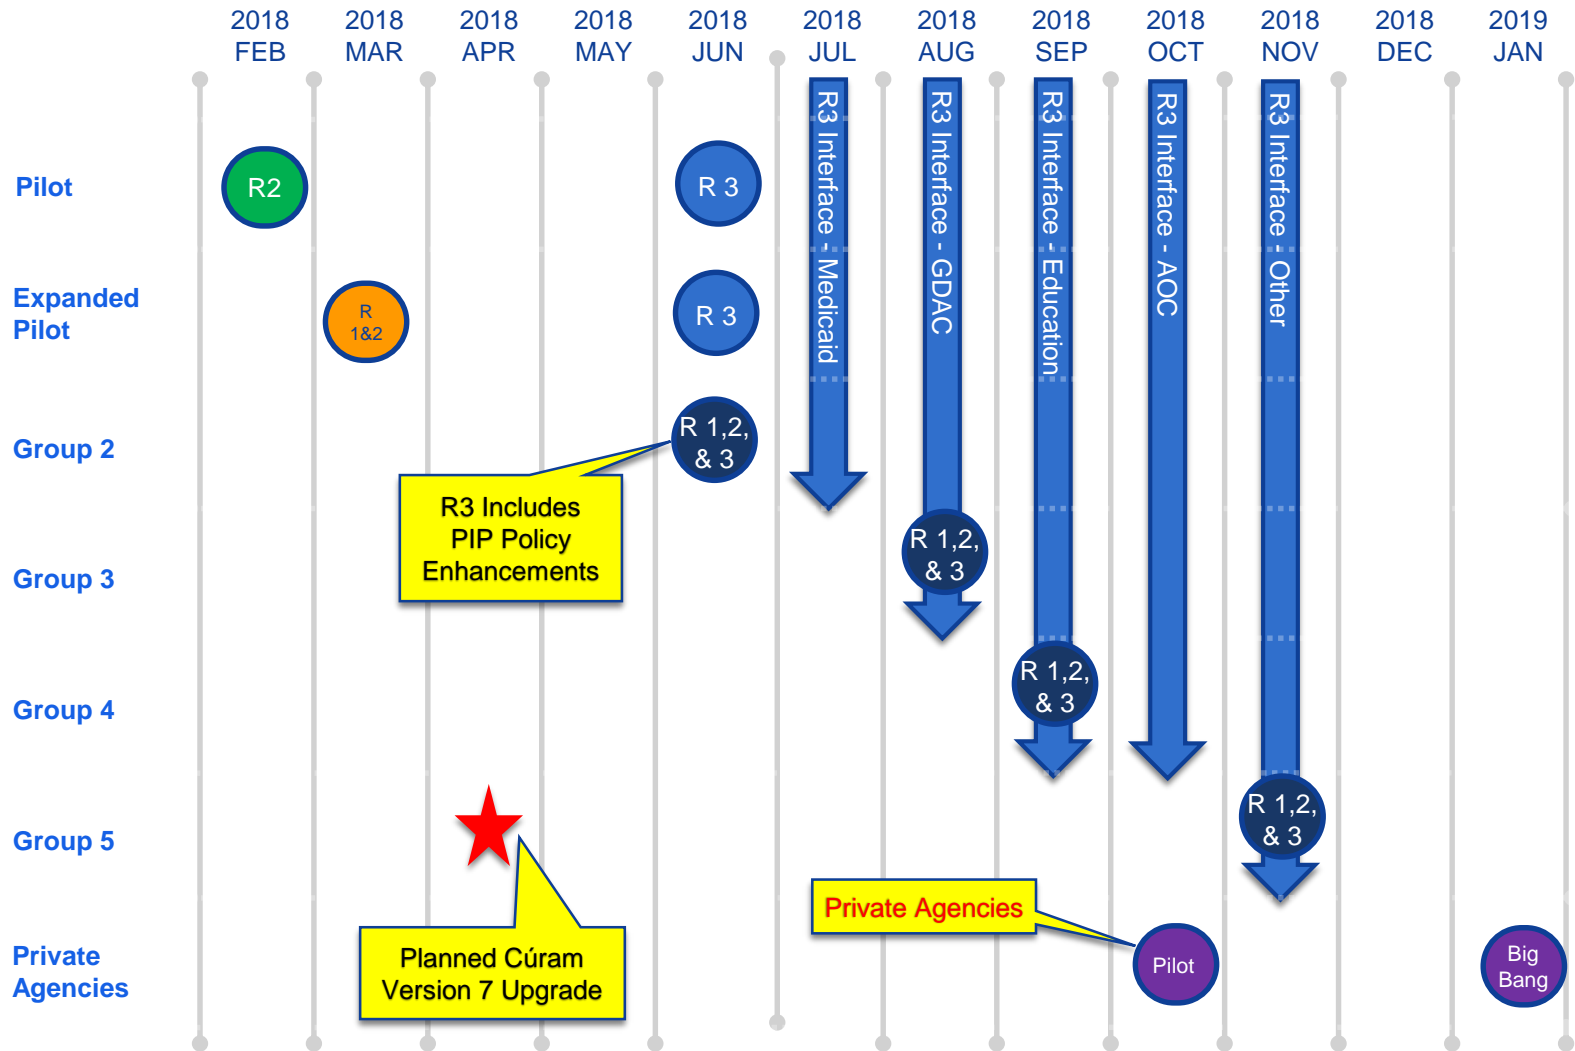 2018
FEB
2018
MAR
2018
APR
2018
MAY
2018
JUN
2018
JUL
2018
AUG
2018
SEP
2018
OCT
2018
NOV
2018
DEC
2019
JAN
R3 Interface - Medicaid
R3 Interface - GDAC
R3 Interface - Education
R3 Interface - AOC
R3 Interface - Other
Pilot
R2
R 3
Expanded
Pilot
R
1&2
R 3
Group 2
R 1,2,
& 3
R3 Includes
PIP Policy
Enhancements
Group 3
R 1,2,
& 3
Group 4
R 1,2,
& 3
Group 5
R 1,2,
& 3
Planned Cúram
Version 7 Upgrade
Private
Agencies
Private Agencies
Pilot
Big
Bang